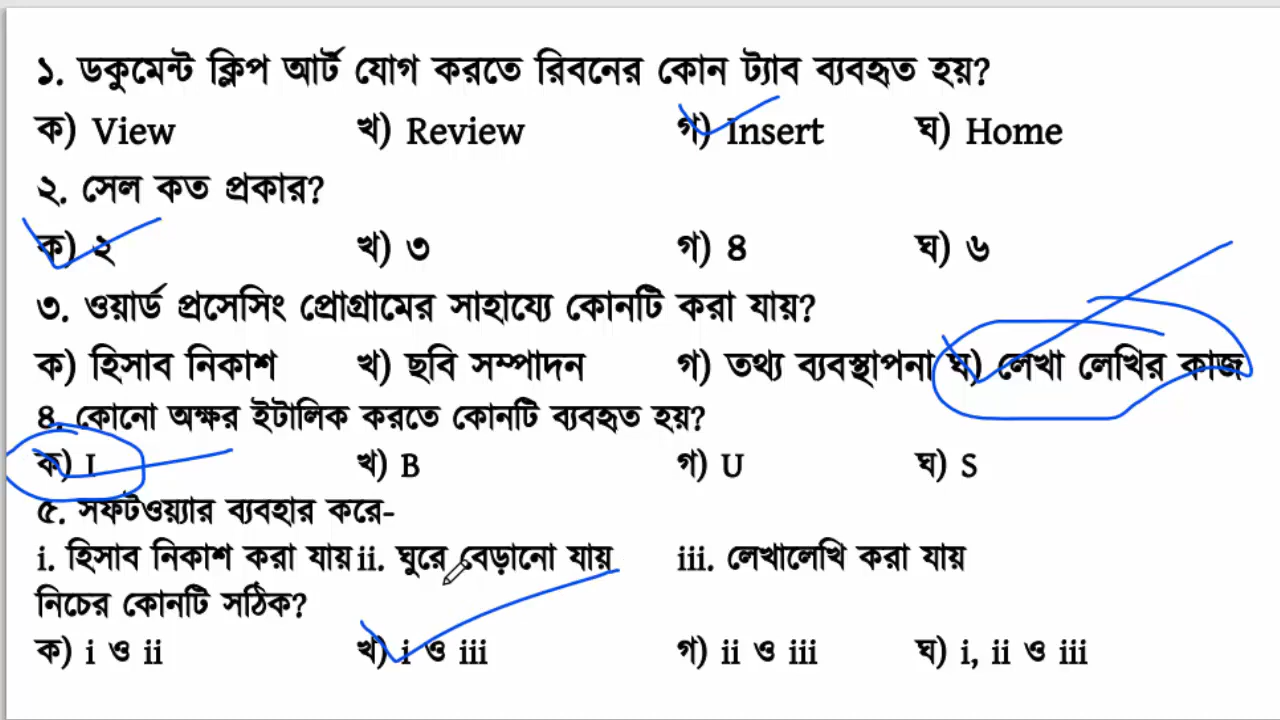 ১. ডকুমেন্ট ক্লিপ আর্ট যোগ করতে রিবনের কোন ট্যাব ব্যবহৃত হয়?
ক) View খ) Review গ) Insert ঘ) Home
২. সেল কত প্রকার?
ক) ২ খ) ৩ গ) ৪ ঘ) ৬
৩. ওয়ার্ড প্রসেসিং প্রোগ্রামের সাহায্যে কোনটি করা যায়?
ক) হিসাব নিকাশ খ) ছবি সম্পাদন গ) তথ্য ব্যবস্থাপনা ঘ) লেখা লেখির কাজ
৪. কোনো অক্ষর ইটালিক করতে কোনটি ব্যবহৃত হয়?
ক) I খ) B গ) U ঘ) S
৫. সফটওয়্যার ব্যবহার করে-
i. হিসাব নিকাশ করা যায় ii. ঘুরে বেড়ানো যায় iii. লেখালেখি করা যায়
নিচের কোনটি সঠিক?
ক) i ও ii খ) i ও iii গ) ii ও iii ঘ) i, ii ও iii